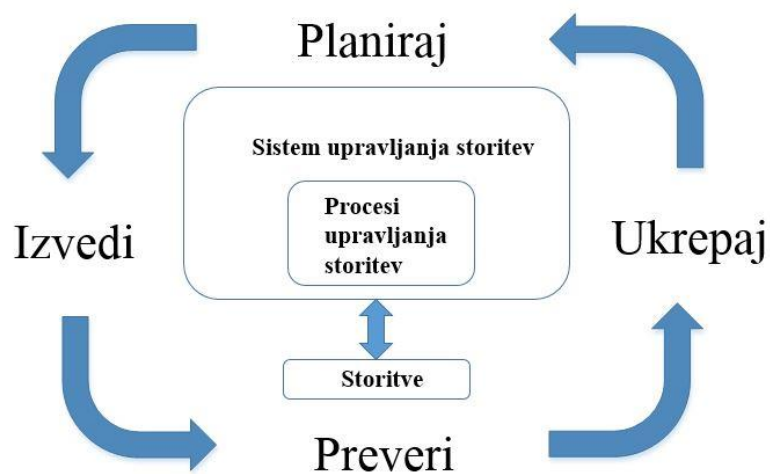 Planiraj
Sistem upravljanja storitev
Procesi
upravljanja
storitev
Izvedi
Ukrepaj
Storitve
Preveri